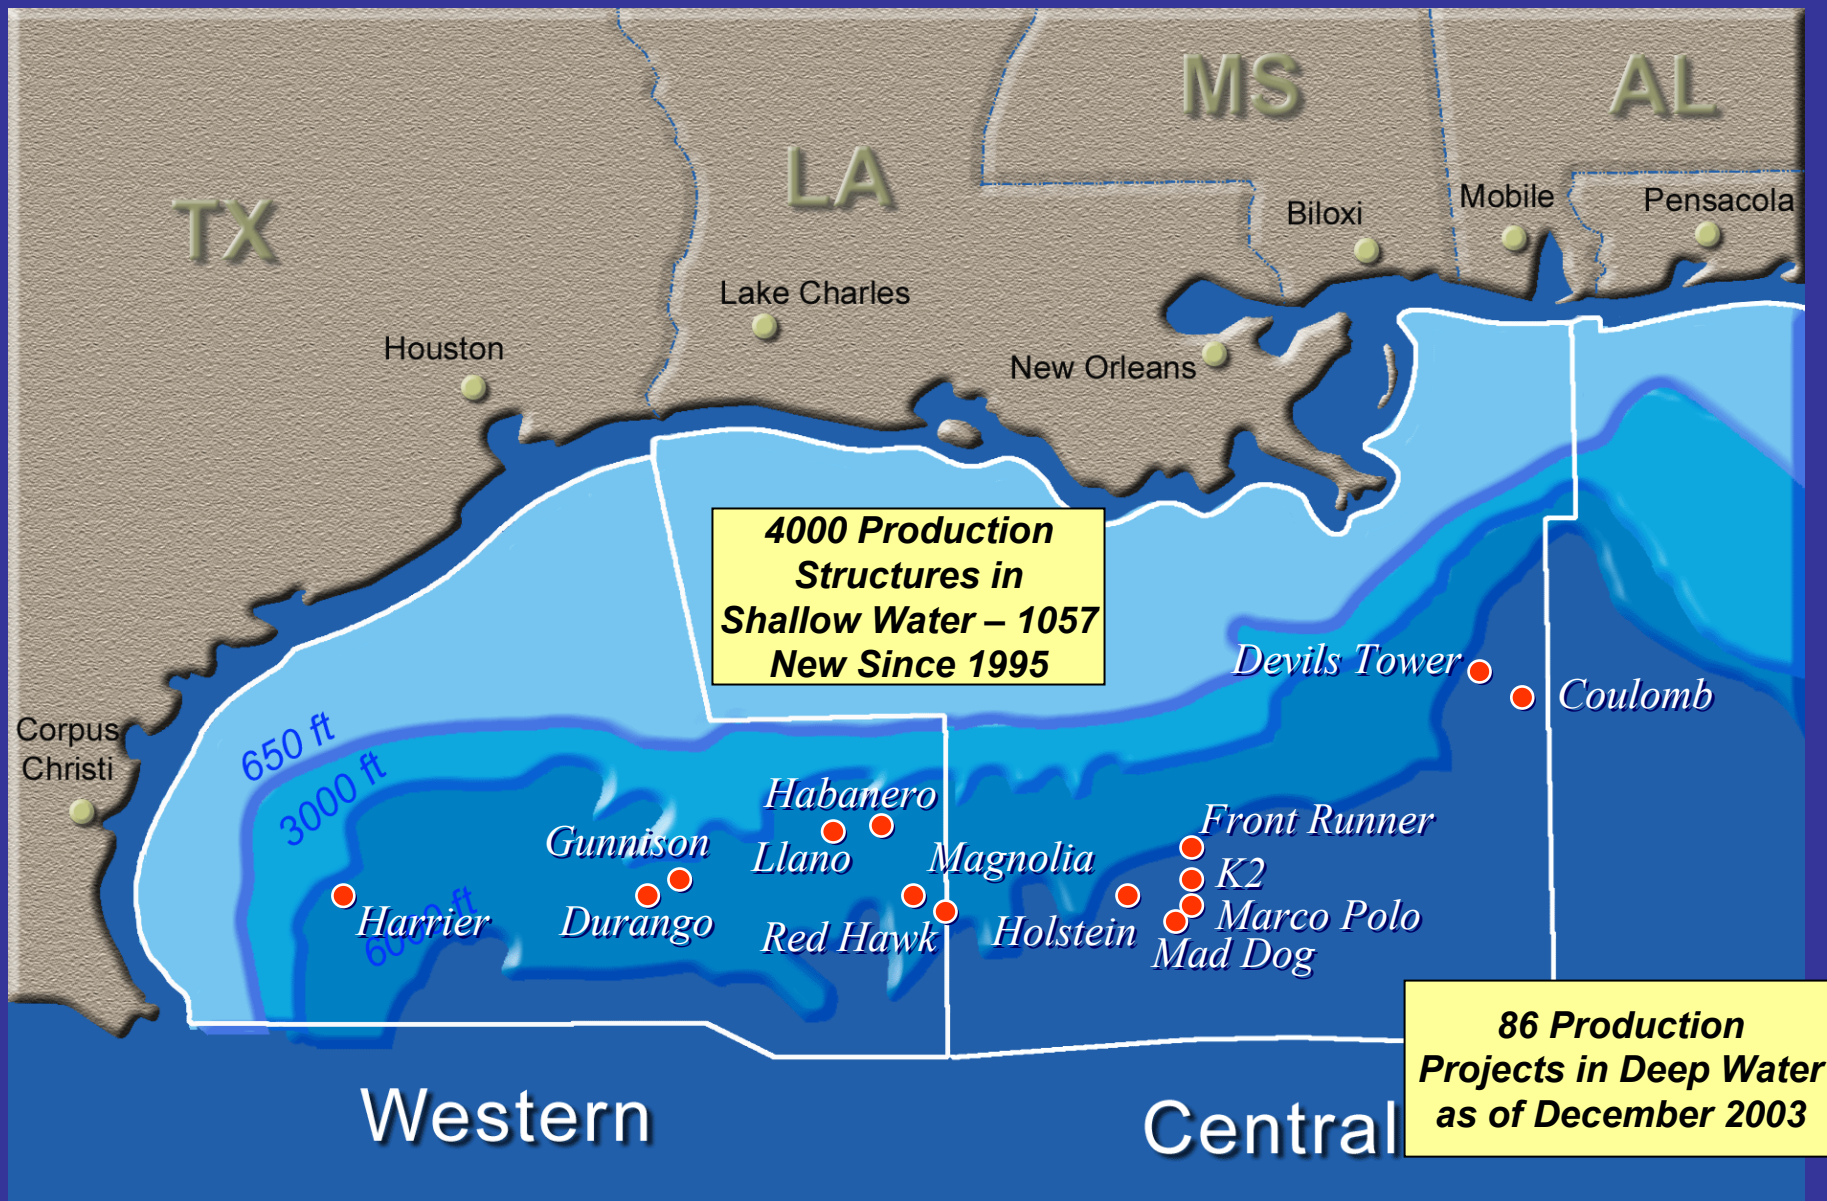 MS
AL
LA
TX
Mobile
Pensacola
Biloxi
Lake Charles
Houston
New Orleans
4000 Production
Structures in
Shallow Water – 1057
New Since 1995
Devils Tower
Coulomb
Corpus
Christi
650 ft
3000 ft
Habanero
Front Runner
Gunnison
Llano
Magnolia
K2
Harrier
6000 ft
Durango
Red Hawk
Holstein
Marco Polo
Mad Dog
86 Production
Projects in Deep Water
as of December 2003
Western
Central